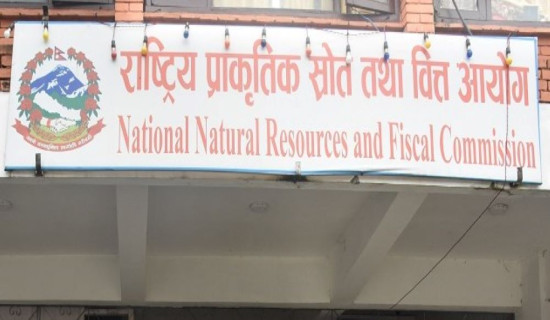 राष्ट्रिय प्राकृतिक स्रोत तथा वित्त आयोग
National Natural Resources and Fiscal Commission